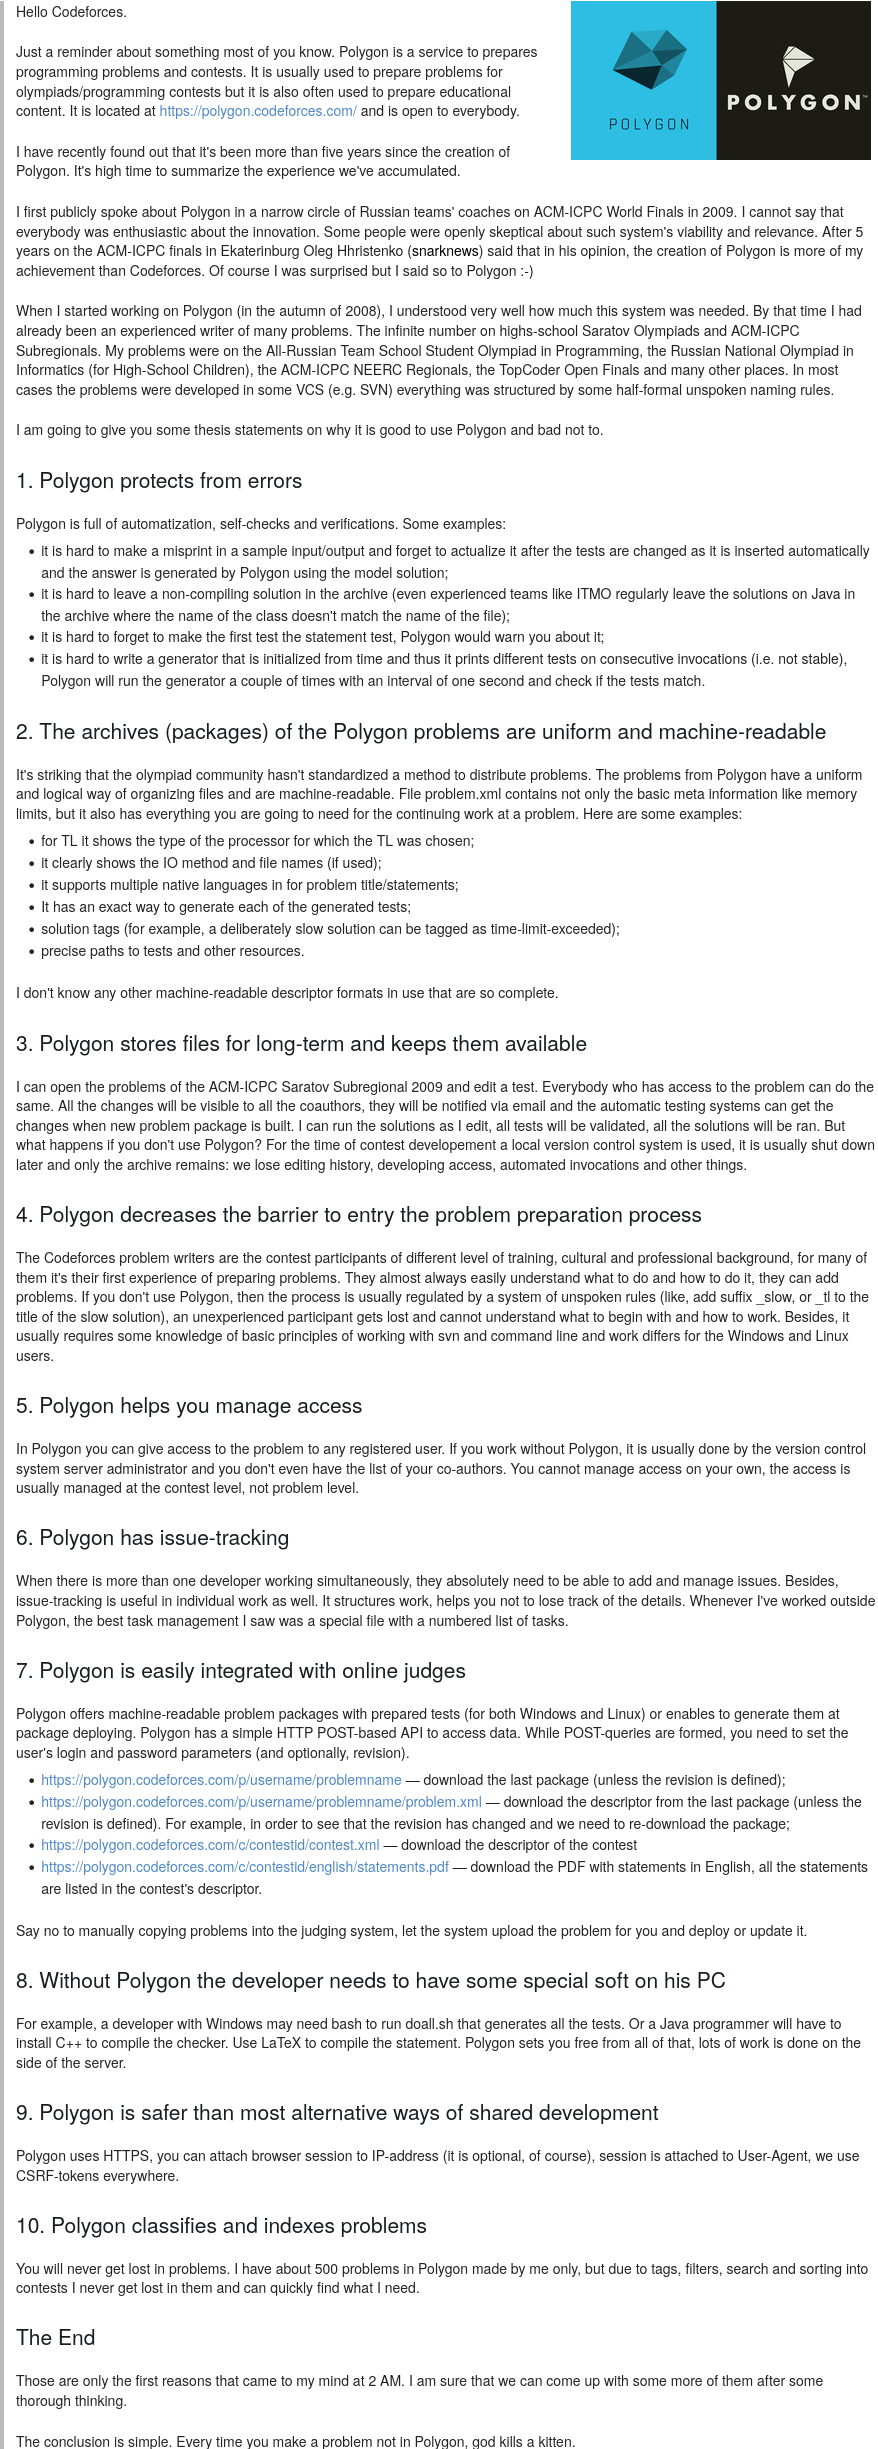 Hello Codeforces.
POLYGON
POLYGON™
Just a reminder about something most of you know. Polygon is a service to prepares
programming problems and contests. It is usually used to prepare problems for
olympiads/programming contests but it is also often used to prepare educational
content. It is located at https://polygon.codeforces.com/ and is open to everybody.
I have recently found out that it's been more than five years since the creation of
Polygon. It's high time to summarize the experience we've accumulated.
I first publicly spoke about Polygon in a narrow circle of Russian teams' coaches on ACM-ICPC World Finals in 2009. I cannot say that
everybody was enthusiastic about the innovation. Some people were openly skeptical about such system's viability and relevance. After 5
years on the ACM-ICPC finals in Ekaterinburg Oleg Hhristenko (snarknews) said that in his opinion, the creation of Polygon is more of my
achievement than Codeforces. Of course I was surprised but I said so to Polygon :-)
When I started working on Polygon (in the autumn of 2008), I understood very well how much this system was needed. By that time I had
already been an experienced writer of many problems. The infinite number on highs-school Saratov Olympiads and ACM-ICPC
Subregionals. My problems were on the All-Russian Team School Student Olympiad in Programming, the Russian National Olympiad in
Informatics (for High-School Children), the ACM-ICPC NEERC Regionals, the TopCoder Open Finals and many other places. In most
cases the problems were developed in some VCS (e.g. SVN) everything was structured by some half-formal unspoken naming rules.
I am going to give you some thesis statements on why it is good to use Polygon and bad not to.
1. Polygon protects from errors
Polygon is full of automatization, self-checks and verifications. Some examples:
• it is hard to make a misprint in a sample input/output and forget to actualize it after the tests are changed as it is inserted automatically
and the answer is generated by Polygon using the model solution;
• it is hard to leave a non-compiling solution in the archive (even experienced teams like ITMO regularly leave the solutions on Java in
the archive where the name of the class doesn't match the name of the file);
• it is hard to forget to make the first test the statement test, Polygon would warn you about it;
• it is hard to write a generator that is initialized from time and thus it prints different tests on consecutive invocations (i.e. not stable),
Polygon will run the generator a couple of times with an interval of one second and check if the tests match.
2. The archives (packages) of the Polygon problems are uniform and machine-readable
It's striking that the olympiad community hasn't standardized a method to distribute problems. The problems from Polygon have a uniform
and logical way of organizing files and are machine-readable. File problem.xml contains not only the basic meta information like memory
limits, but it also has everything you are going to need for the continuing work at a problem. Here are some examples:
• for TL it shows the type of the processor for which the TL was chosen;
• it clearly shows the IO method and file names (if used);
• it supports multiple native languages in for problem title/statements;
• It has an exact way to generate each of the generated tests;
• solution tags (for example, a deliberately slow solution can be tagged as time-limit-exceeded);
• precise paths to tests and other resources.
I don't know any other machine-readable descriptor formats in use that are so complete.
3. Polygon stores files for long-term and keeps them available
I can open the problems of the ACM-ICPC Saratov Subregional 2009 and edit a test. Everybody who has access to the problem can do the
same. All the changes will be visible to all the coauthors, they will be notified via email and the automatic testing systems can get the
changes when new problem package is built. I can run the solutions as I edit, all tests will be validated, all the solutions will be ran. But
what happens if you don't use Polygon? For the time of contest developement a local version control system is used, it is usually shut down
later and only the archive remains: we lose editing history, developing access, automated invocations and other things.
4. Polygon decreases the barrier to entry the problem preparation process
The Codeforces problem writers are the contest participants of different level of training, cultural and professional background, for many of
them it's their first experience of preparing problems. They almost always easily understand what to do and how to do it, they can add
problems. If you don't use Polygon, then the process is usually regulated by a system of unspoken rules (like, add suffix _slow, or _tl to the
title of the slow solution), an unexperienced participant gets lost and cannot understand what to begin with and how to work. Besides, it
usually requires some knowledge of basic principles of working with svn and command line and work differs for the Windows and Linux
users.
5. Polygon helps you manage access
In Polygon you can give access to the problem to any registered user. If you work without Polygon, it is usually done by the version control
system server administrator and you don't even have the list of your co-authors. You cannot manage access on your own, the access is
usually managed at the contest level, not problem level.
6. Polygon has issue-tracking
When there is more than one developer working simultaneously, they absolutely need to be able to add and manage issues. Besides,
issue-tracking is useful in individual work as well. It structures work, helps you not to lose track of the details. Whenever I've worked outside
Polygon, the best task management I saw was a special file with a numbered list of tasks.
7. Polygon is easily integrated with online judges
Polygon offers machine-readable problem packages with prepared tests (for both Windows and Linux) or enables to generate them at
package deploying. Polygon has a simple HTTP POST-based API to access data. While POST-queries are formed, you need to set the
user's login and password parameters (and optionally, revision).
• https://polygon.codeforces.com/p/username/problemname — download the last package (unless the revision is defined);
• https://polygon.codeforces.com/p/username/problemname/problem.xml — download the descriptor from the last package (unless the
revision is defined). For example, in order to see that the revision has changed and we need to re-download the package;
• https://polygon.codeforces.com/c/contestid/contest.xml — download the descriptor of the contest
• https://polygon.codeforces.com/c/contestid/english/statements.pdf — download the PDF with statements in English, all the statements
are listed in the contest's descriptor.
Say no to manually copying problems into the judging system, let the system upload the problem for you and deploy or update it.
8. Without Polygon the developer needs to have some special soft on his PC
For example, a developer with Windows may need bash to run doall.sh that generates all the tests. Or a Java programmer will have to
install C++ to compile the checker. Use LaTeX to compile the statement. Polygon sets you free from all of that, lots of work is done on the
side of the server.
9. Polygon is safer than most alternative ways of shared development
Polygon uses HTTPS, you can attach browser session to IP-address (it is optional, of course), session is attached to User-Agent, we use
CSRF-tokens everywhere.
10. Polygon classifies and indexes problems
You will never get lost in problems. I have about 500 problems in Polygon made by me only, but due to tags, filters, search and sorting into
contests I never get lost in them and can quickly find what I need.
The End
Those are only the first reasons that came to my mind at 2 AM. I am sure that we can come up with some more of them after some
thorough thinking.
The conclusion is simple. Every time you make a problem not in Polygon, god kills a kitten.